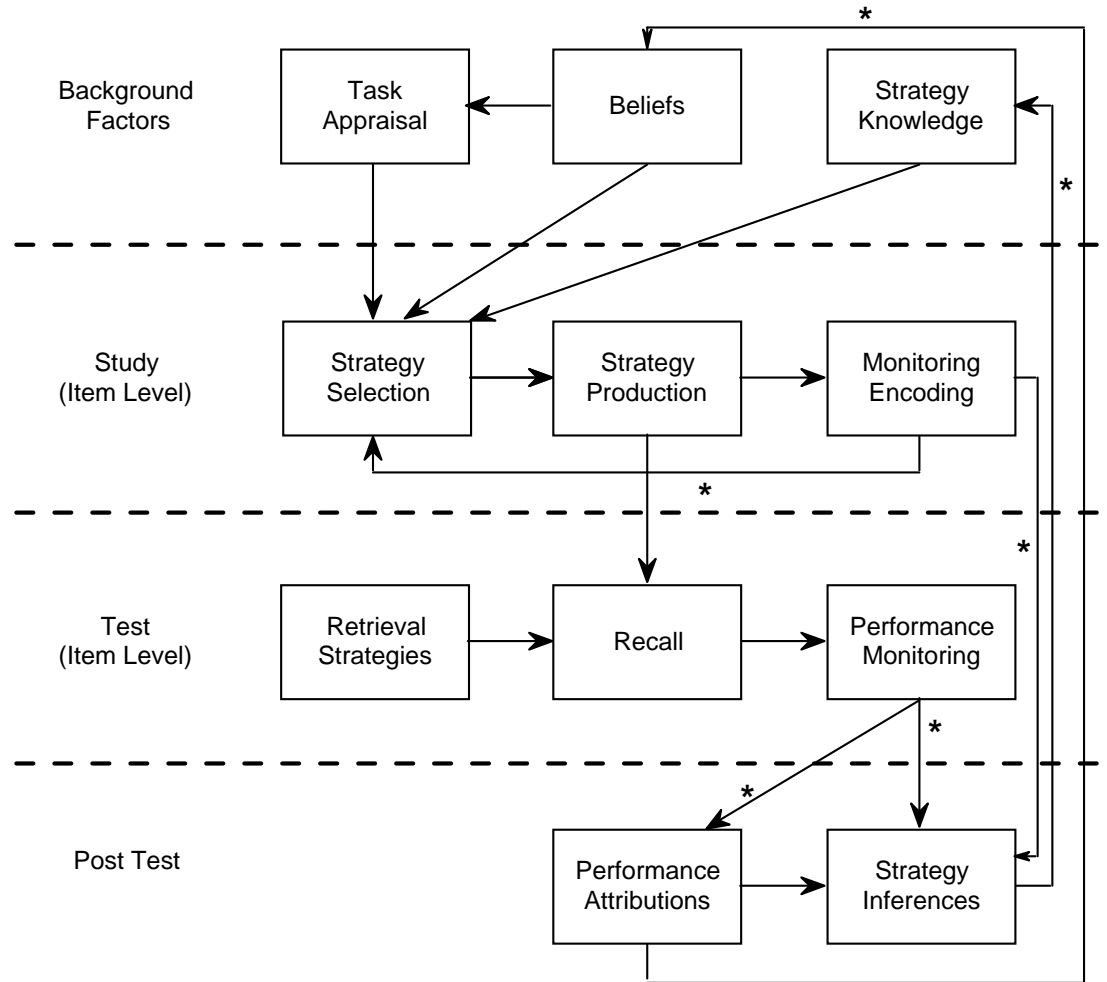 *
Background
Factors
Task
Appraisal
Beliefs
Strategy
Knowledge
*
Study
(Item Level)
Strategy
Selection
Strategy
Production
Monitoring
Encoding
*
*
Test
(Item Level)
Retrieval
Strategies
Recall
Performance
Monitoring
*
*
Post Test
Performance
Attributions
Strategy
Inferences